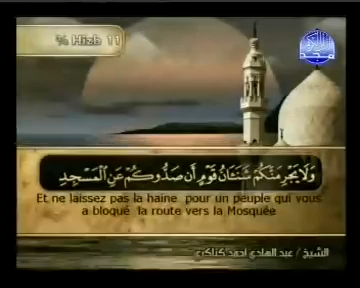 Hizb 11
وَلَا يَجْرِمَنَّكُمْ شَنَـَٔانُ قَوْمٍ أَن صَدُّوكُمْ عَنِ ٱلْمَسْجِدِ
Et ne laissez pas la haine pour un peuple qui vous
a bloqué la route vers la Mosquée
الشيخ / عبد الهادي احمد كناكري